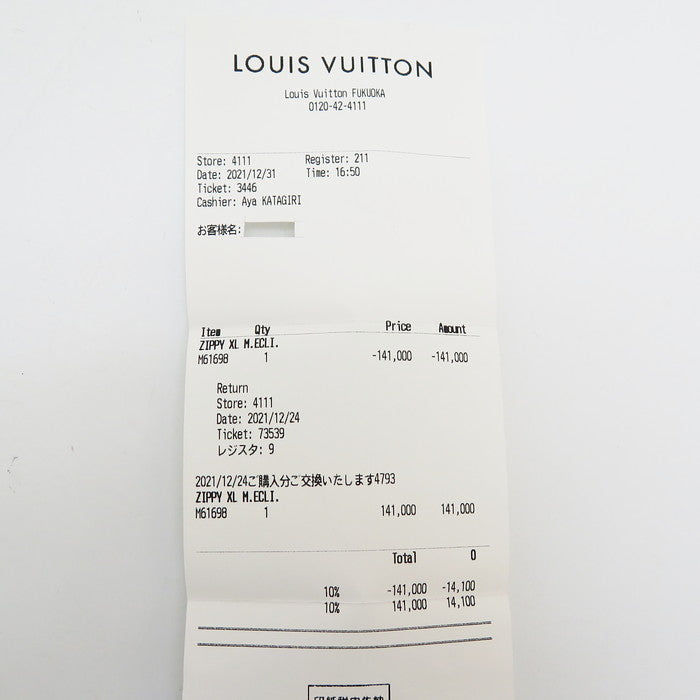 LOUIS VUITTON
Louis Vuitton FUKUOKA
0120-42-4111
Store: 4111 Register: 211
Date: 2021/12/31 Time: 16:50
Ticket: 3446
Cashier: Aya KATAGIRI
お客様名:
Item Qty Price Amount
ZIPPY XL M.ECLI.
M61698 1 -141,000 -141,000
Return
Store: 4111
Date: 2021/12/24
Ticket: 73539
レジスタ: 9
2021/12/24ご購入分ご交換いたします4793
ZIPPY XL M.ECLI.
M61698 1 141,000 141,000
Total 0
10% -141,000 -14,100
10% 141,000 14,100